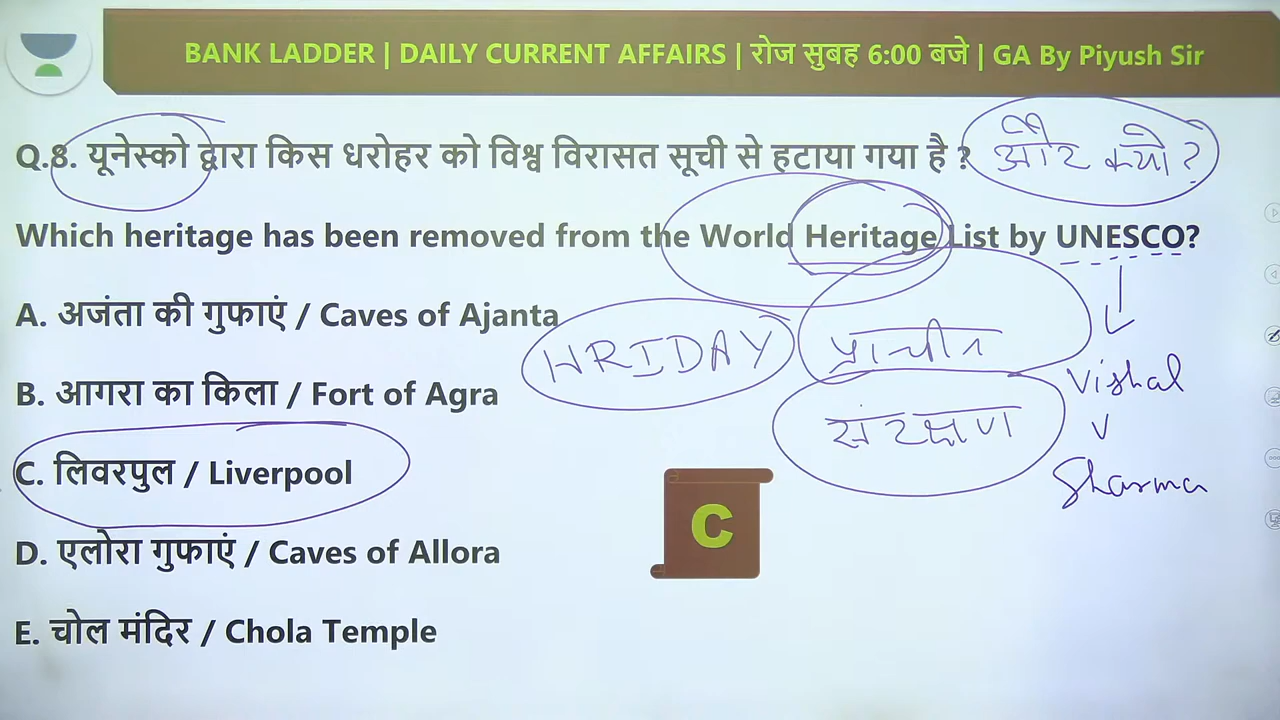 BANK LADDER | DAILY CURRENT AFFAIRS | रोज सुबह 6:00 बजे | GA By Piyush Sir
Q.8. यूनेस्को द्वारा किस धरोहर को विश्व विरासत सूची से हटाया गया है ? और क्यो ?
Which heritage has been removed from the World Heritage List by UNESCO?
A. अजंता की गुफाएं / Caves of Ajanta
HRIDAY
प्राचीन
B. आगरा का किला / Fort of Agra
Vishal
संरक्षण
V
C. लिवरपुल / Liverpool
Sharma
C
D. एलोरा गुफाएं / Caves of Allora
E. चोल मंदिर / Chola Temple